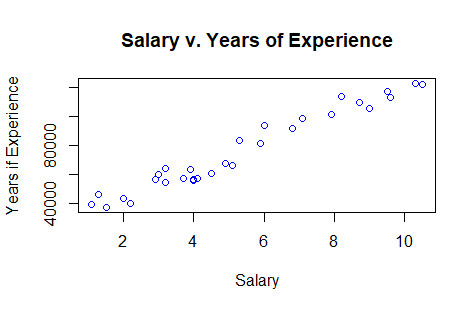 Salary v. Years of Experience
Years if Experience
80000
40000
2 4 6 8 10
Salary